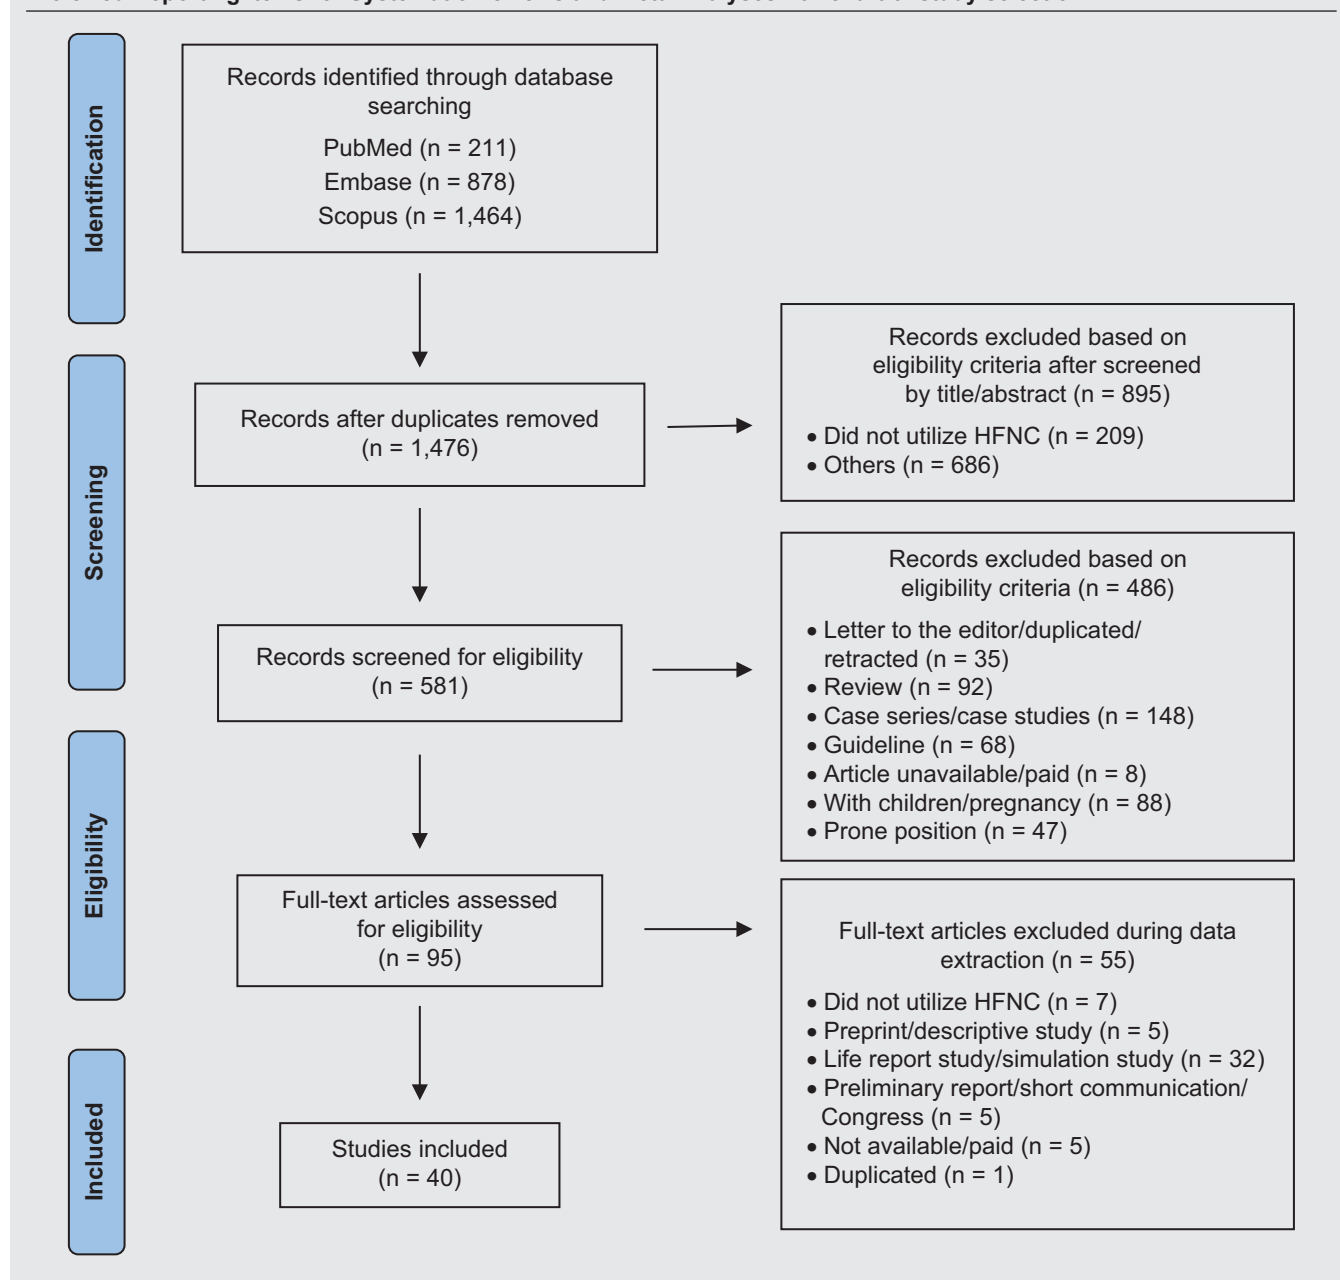 Identification
Records identified through database
searching
PubMed (n = 211)
Embase (n = 878)
Scopus (n = 1,464)
Screening
Records after duplicates removed
(n = 1,476)
Records excluded based on
eligibility criteria after screened
by title/abstract (n = 895)
• Did not utilize HFNC (n = 209)
• Others (n = 686)
Records screened for eligibility
(n = 581)
Records excluded based on
eligibility criteria (n = 486)
• Letter to the editor/duplicated/
retracted (n = 35)
• Review (n = 92)
• Case series/case studies (n = 148)
• Guideline (n = 68)
• Article unavailable/paid (n = 8)
• With children/pregnancy (n = 88)
• Prone position (n = 47)
Eligibility
Full-text articles assessed
for eligibility
(n = 95)
Full-text articles excluded during data
extraction (n = 55)
• Did not utilize HFNC (n = 7)
• Preprint/descriptive study (n = 5)
• Life report study/simulation study (n = 32)
• Preliminary report/short communication/
Congress (n = 5)
• Not available/paid (n = 5)
• Duplicated (n = 1)
Included
Studies included
(n = 40)